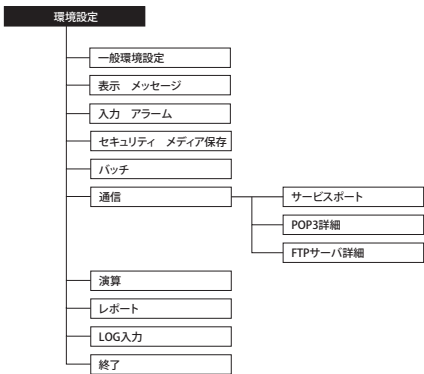 環境設定
一般環境設定
表示　メッセージ
入力　アラーム
セキュリティ　メディア保存
バッチ
通信
サービスポート
POP3詳細
FTPサーバ詳細
演算
レポート
LOG入力
終了